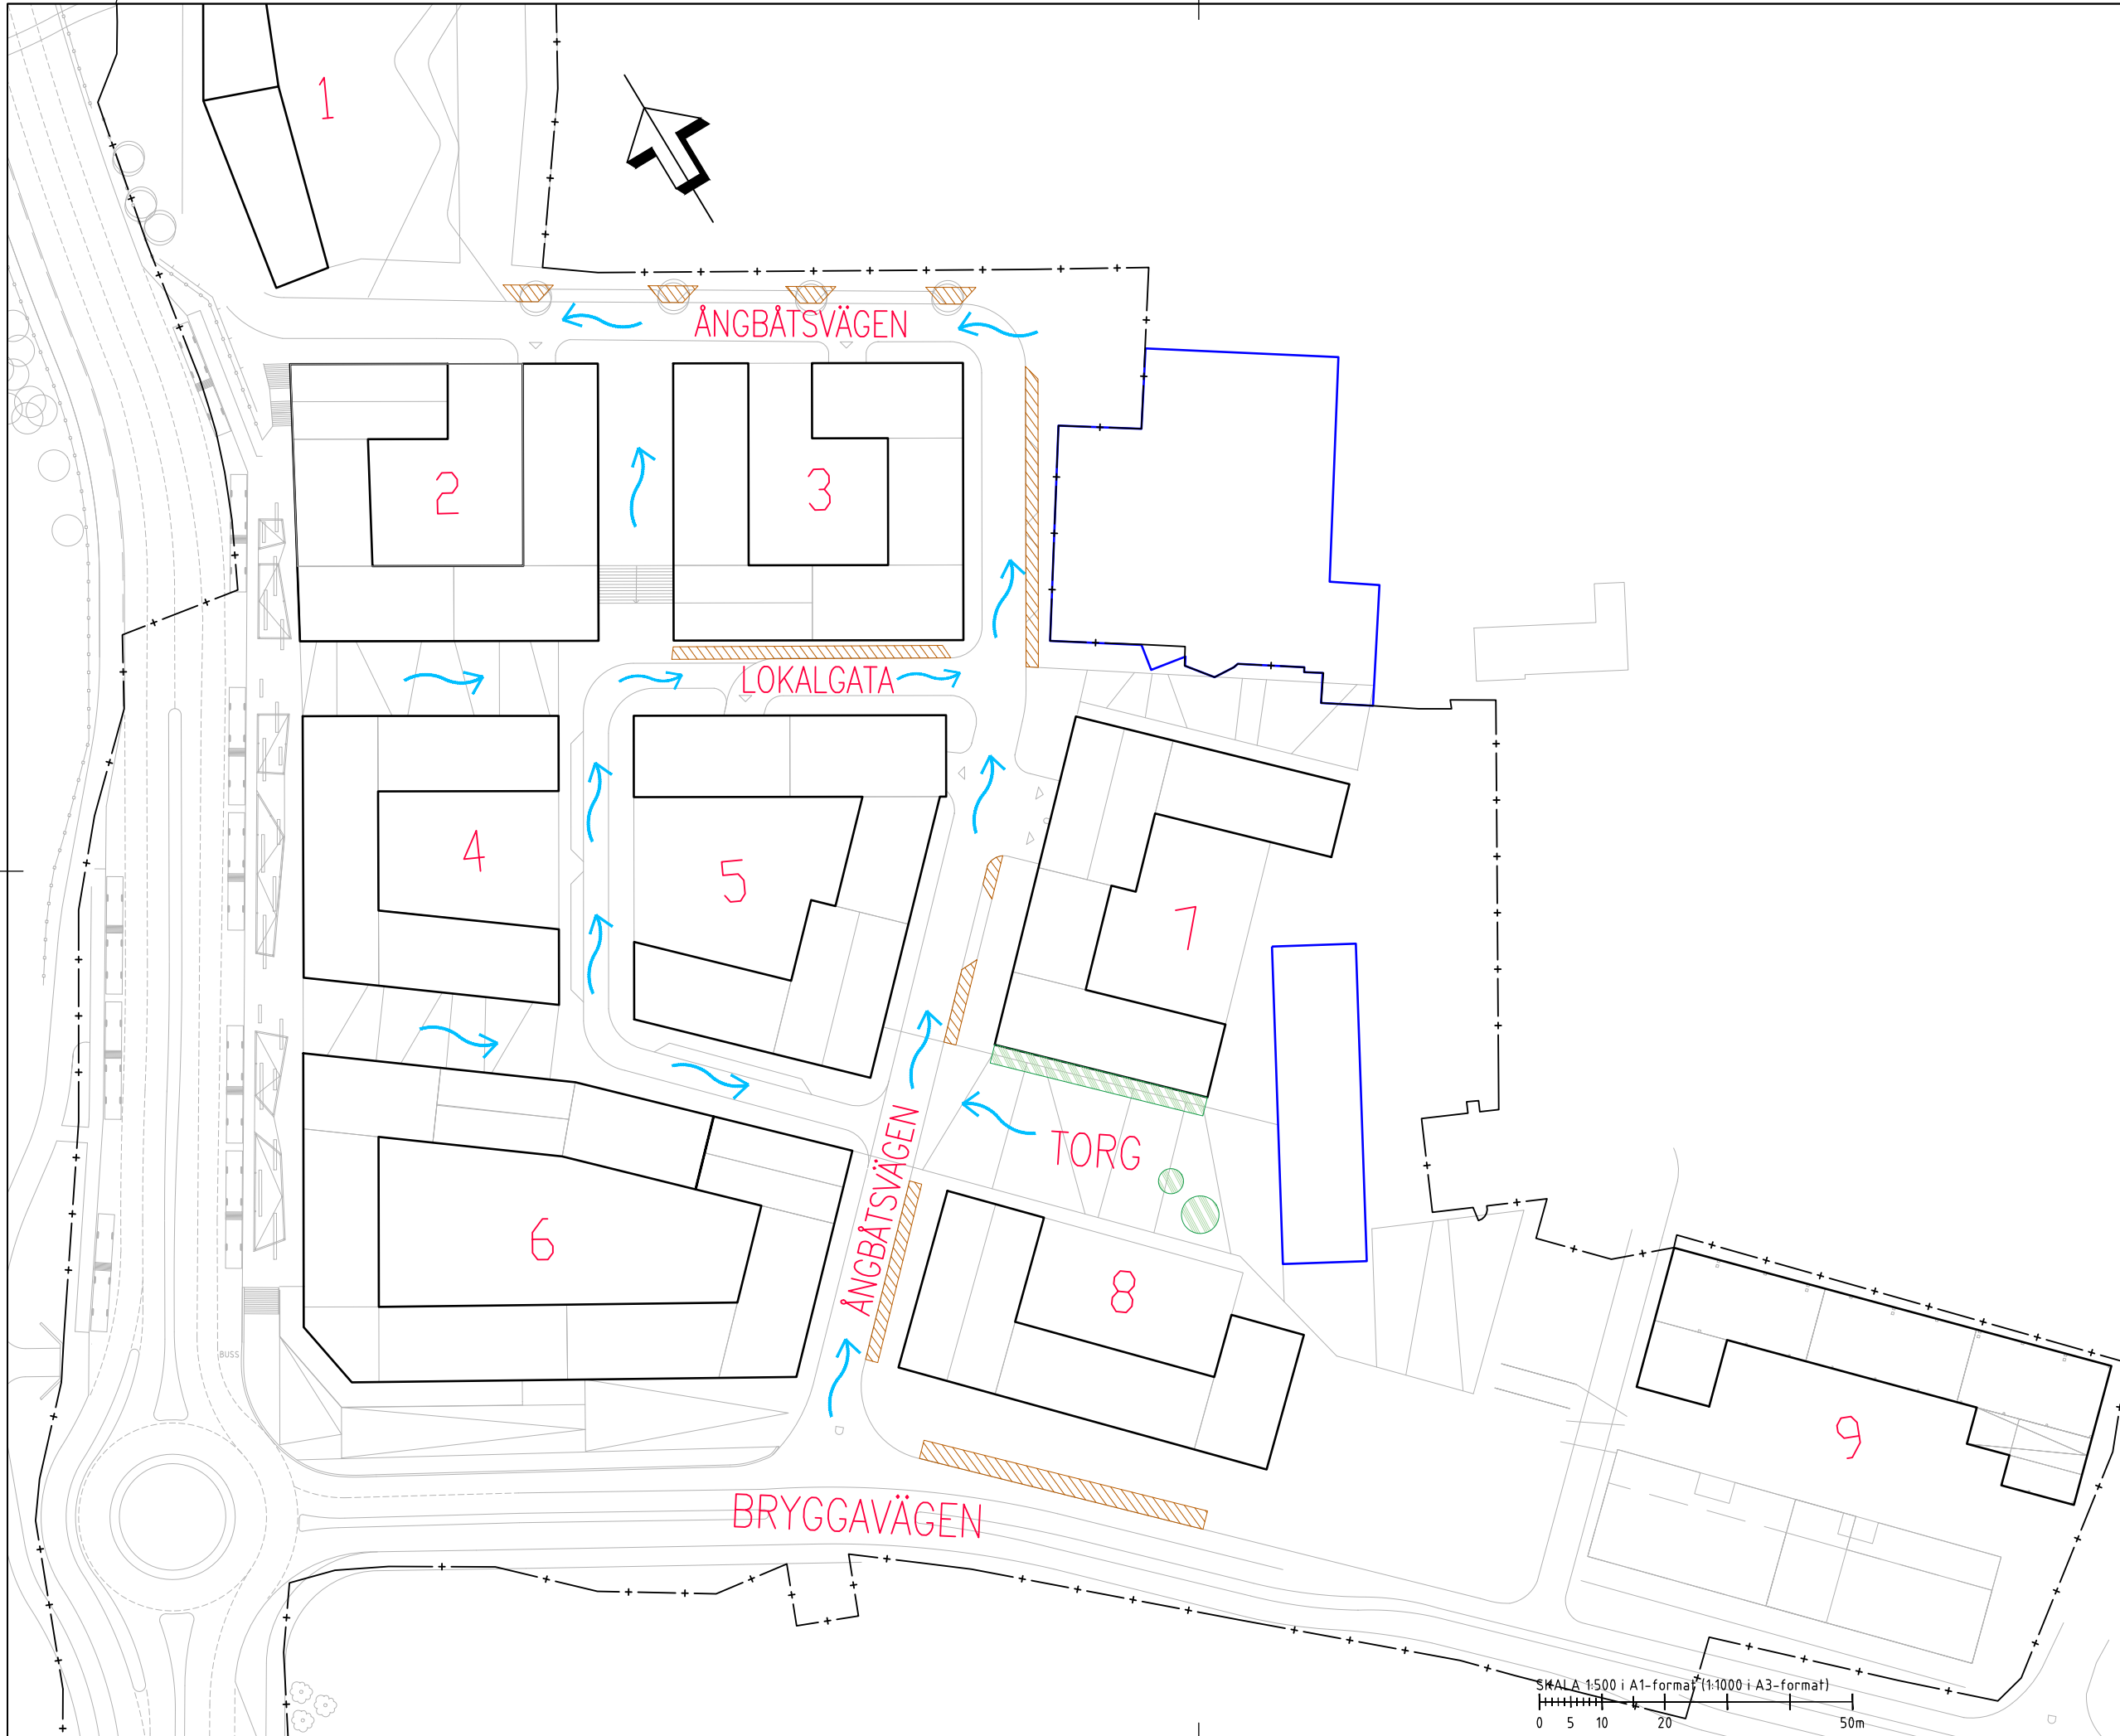 1
ÅNGBÅTSVÄGEN
2
3
LOKALGATA
4
5
7
ÅNGBÅTSVÄGEN
TORG
6
8
BUSS
9
BRYGGAVÄGEN
SKALA 1:500 i A1-format (1:1000 i A3-format)
0 5 10 20 50m